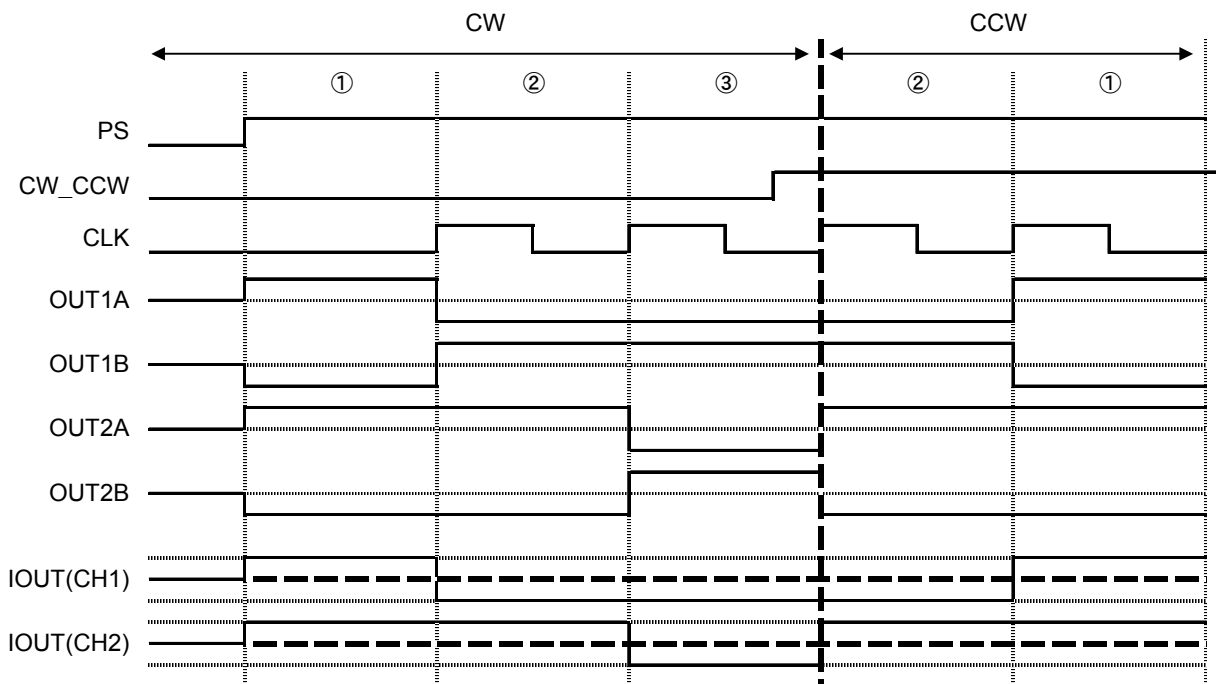 CW CCW
① ② ③ ② ①
PS
CW_CCW
CLK
OUT1A
OUT1B
OUT2A
OUT2B
IOUT(CH1)
IOUT(CH2)